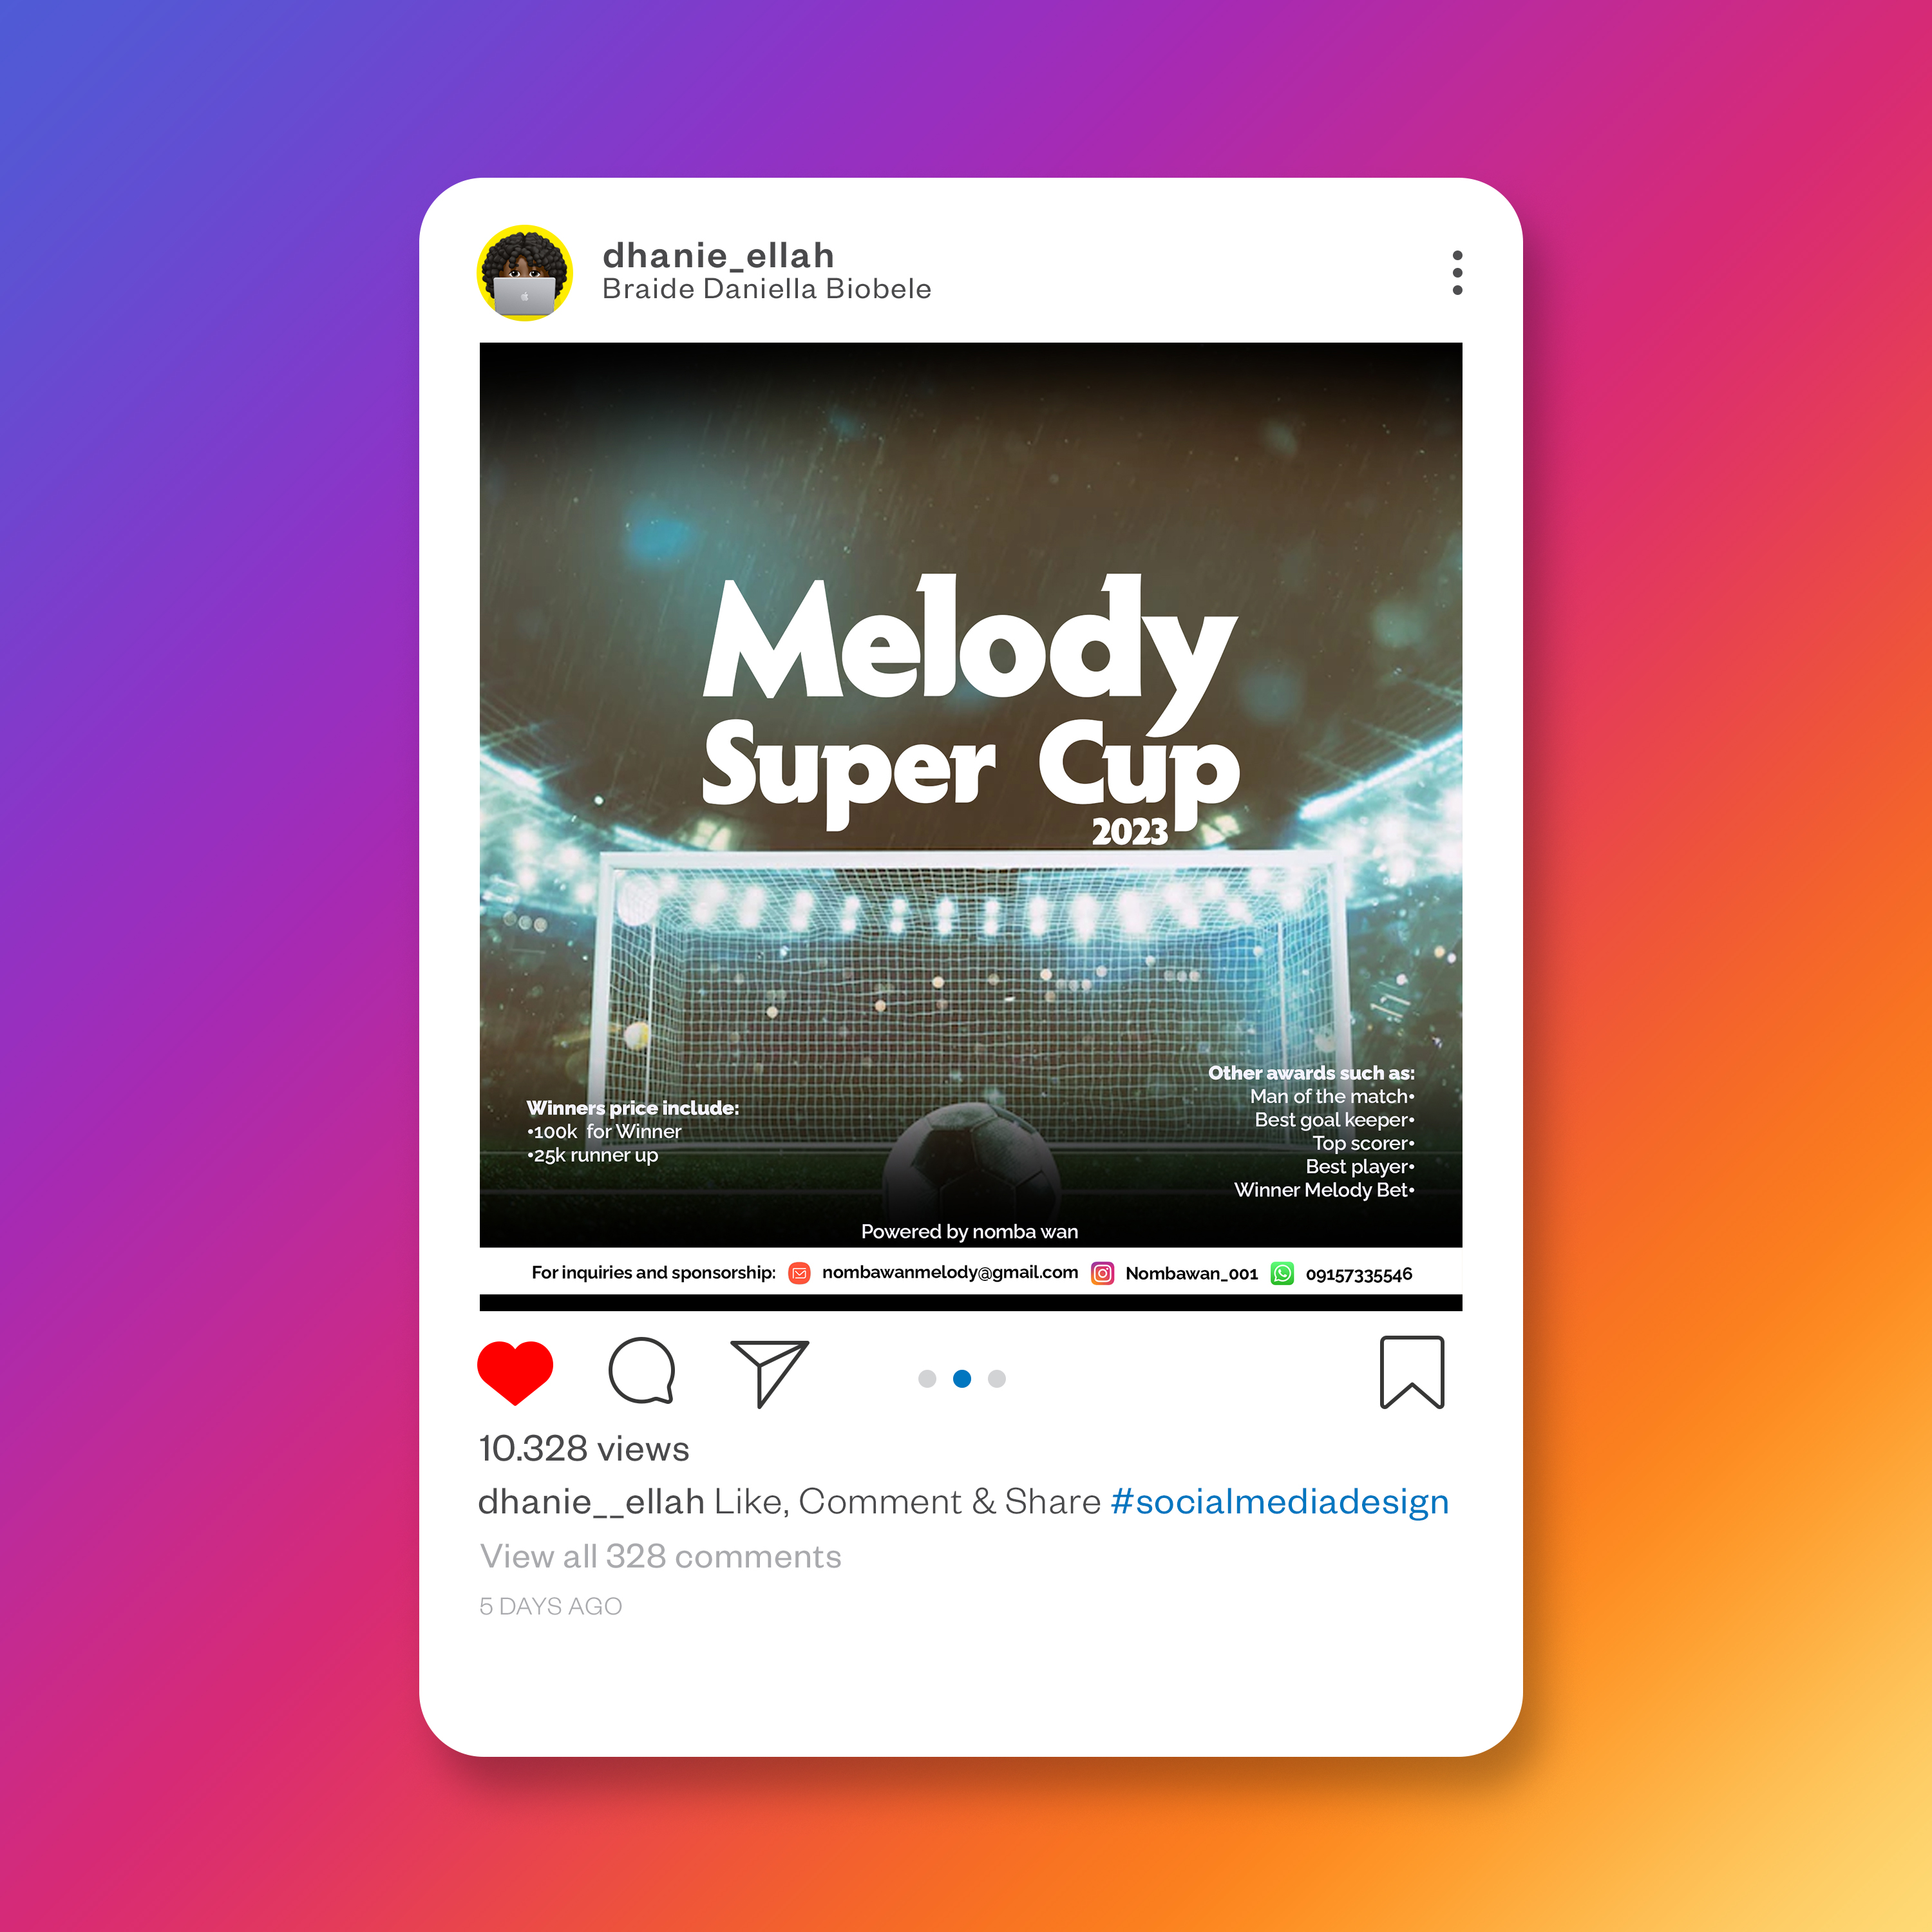 dhanie_ellah
Braide Daniella Biobele
Melody
Super Cup
2023
Winners price include:
•100k for Winner
•25k runner up
Other awards such as:
Man of the match•
Best goal keeper•
Top scorer•
Best player•
Winner Melody Bet•
Powered by nomba wan
For inquiries and sponsorship: nombawanmelody@gmail.com Nombawan_001 09157335546
10.328 views
dhanie__ellah Like, Comment & Share #socialmediadesign
View all 328 comments
5 DAYS AGO